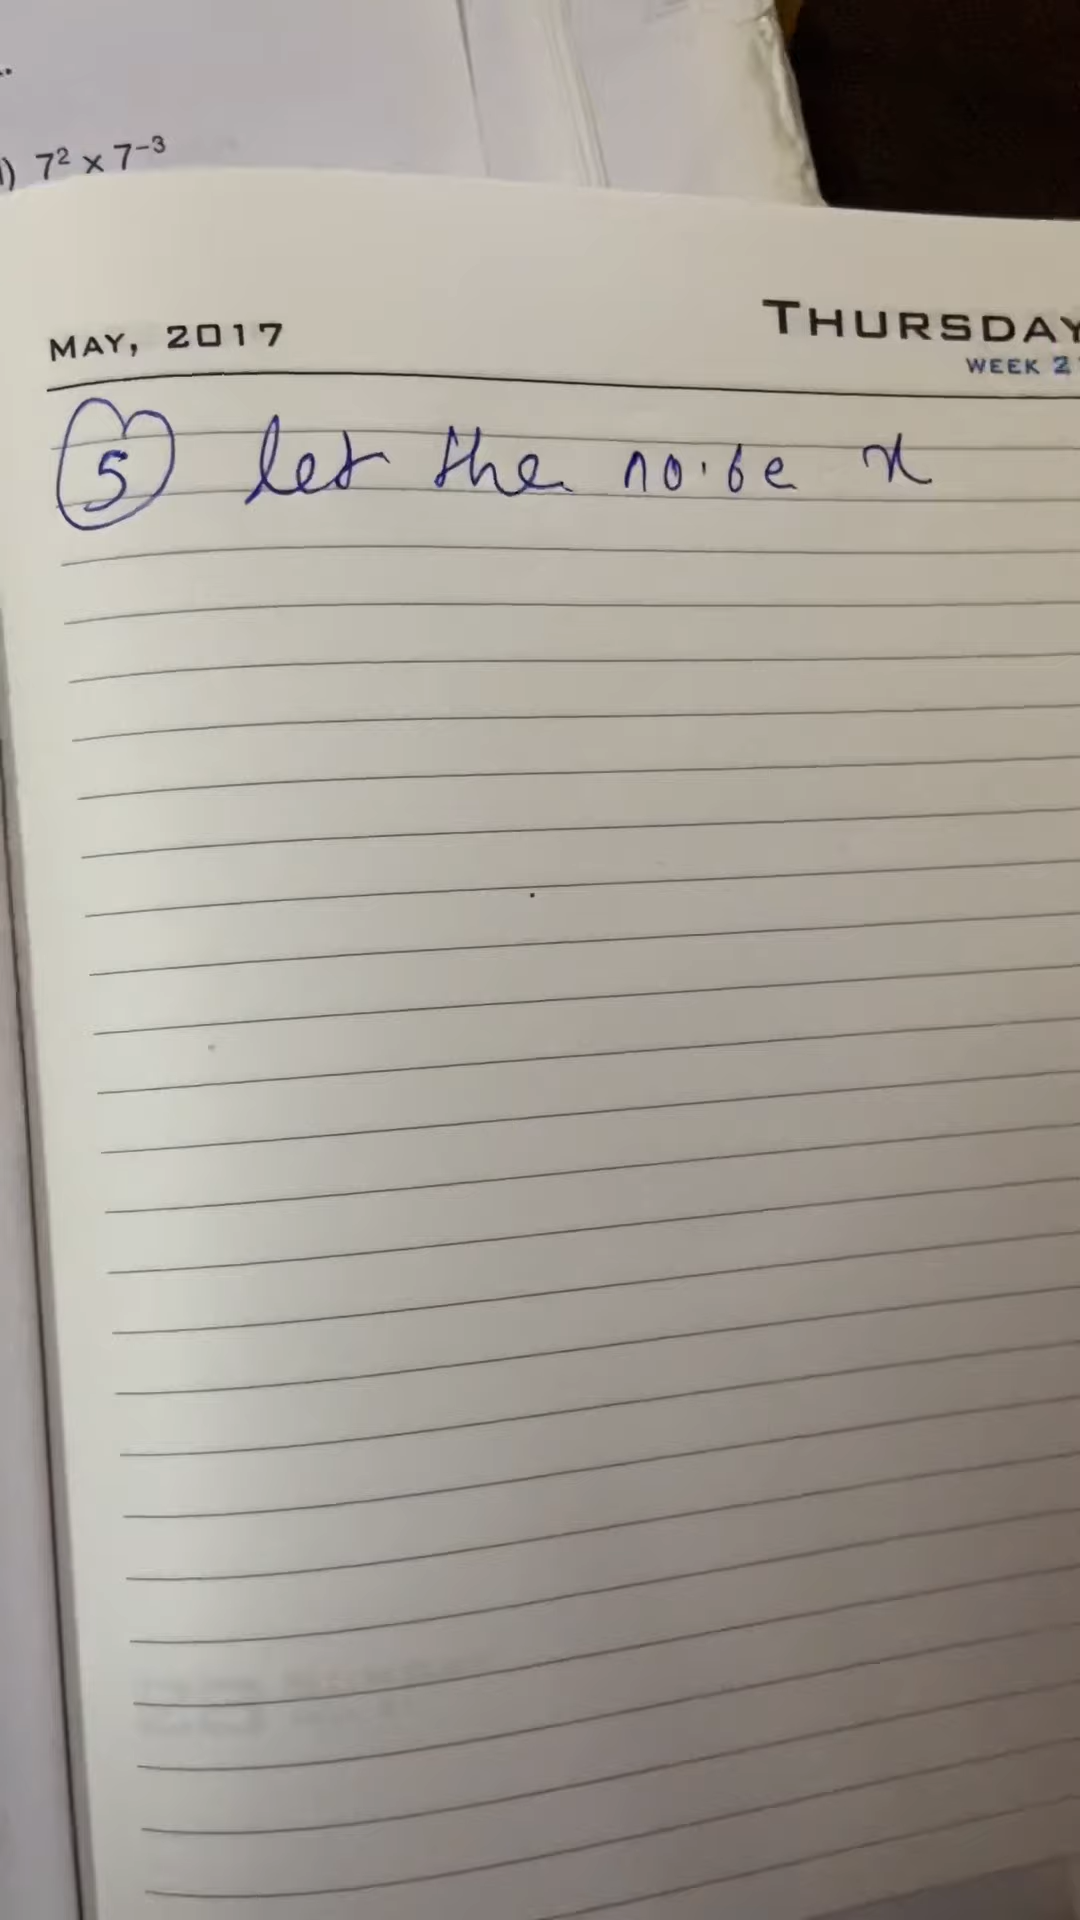 ) 7² × 7⁻³
MAY, 2017
THURSDAY
WEEK 2
5 let the no. be x